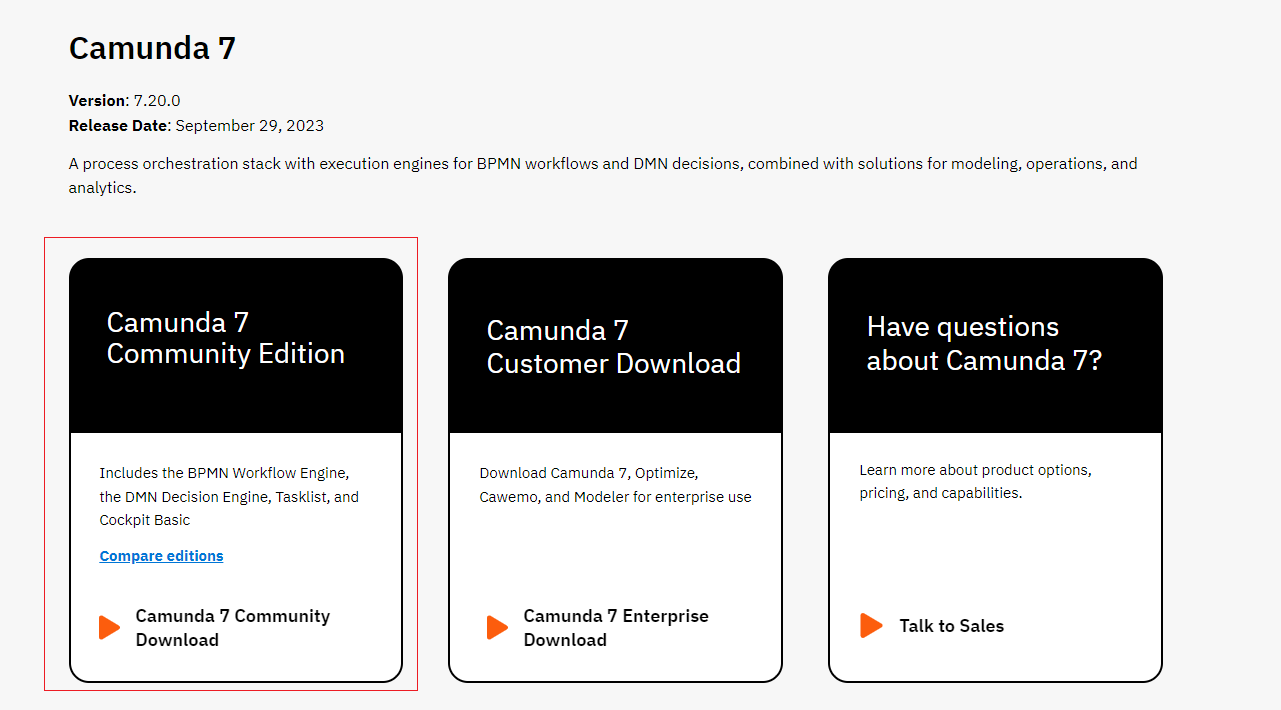 Camunda 7
Version: 7.20.0
Release Date: September 29, 2023
A process orchestration stack with execution engines for BPMN workflows and DMN decisions, combined with solutions for modeling, operations, and
analytics.
Camunda 7
Community Edition
Includes the BPMN Workflow Engine,
the DMN Decision Engine, Tasklist, and
Cockpit Basic
Compare editions
Camunda 7 Community
Download
Camunda 7
Customer Download
Download Camunda 7, Optimize,
Cawemo, and Modeler for enterprise use
Camunda 7 Enterprise
Download
Have questions
about Camunda 7?
Learn more about product options,
pricing, and capabilities.
Talk to Sales